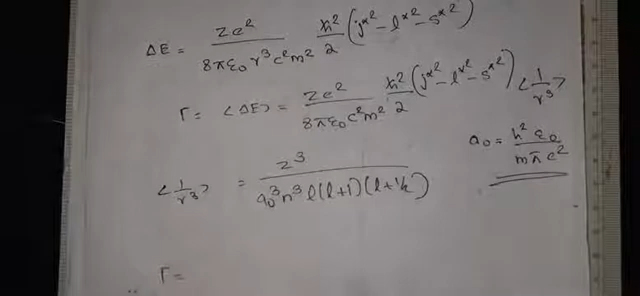 ΔE = Ze²/(8πε₀r³c²m²) ħ²/2 (j*² - l*² - s*²)
Γ = <ΔE> = Ze²/(8πε₀c²m²) ħ²/2 (j*² - l*² - s*²) <1/r³>
a₀ = h²ε₀/(mπe²)
<1/r³> = Z³/(a₀³n³l(l+1)(l+½))
Γ =